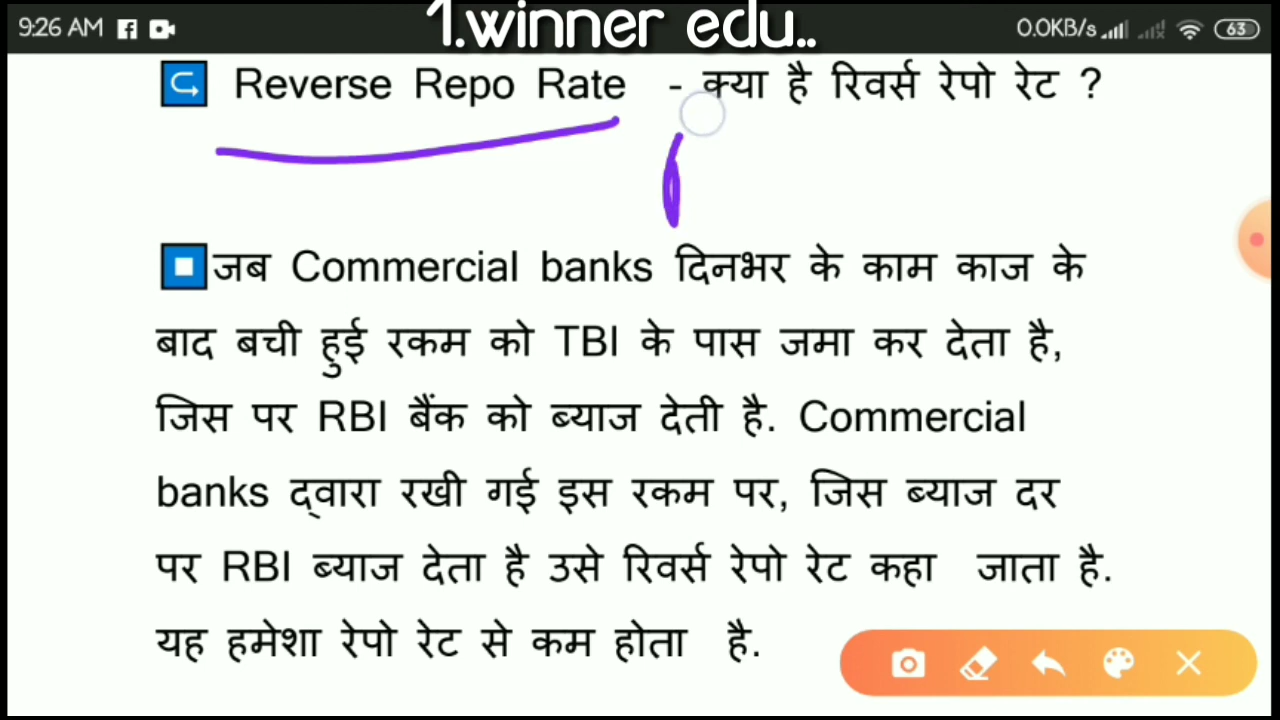 9:26 AM
1.winner edu..
0.0KB/s
63
Reverse Repo Rate - क्या है रिवर्स रेपो रेट ?
जब Commercial banks दिनभर के काम काज के
बाद बची हुई रकम को TBI के पास जमा कर देता है,
जिस पर RBI बैंक को ब्याज देती है. Commercial
banks द्वारा रखी गई इस रकम पर, जिस ब्याज दर
पर RBI ब्याज देता है उसे रिवर्स रेपो रेट कहा जाता है.
यह हमेशा रेपो रेट से कम होता है.